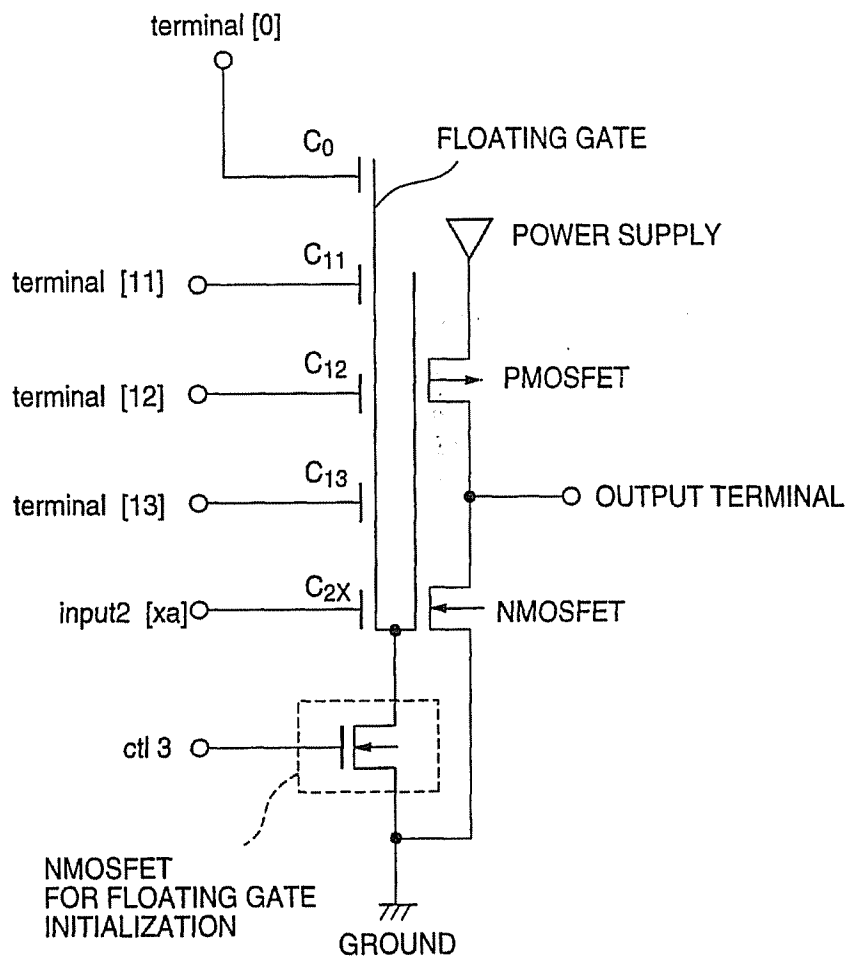 terminal [0]
C0
FLOATING GATE
POWER SUPPLY
C11
terminal [11]
C12
PMOSFET
terminal [12]
C13
terminal [13]
OUTPUT TERMINAL
C2X
input2 [xa]
NMOSFET
ctl 3
NMOSFET
FOR FLOATING GATE
INITIALIZATION
GROUND